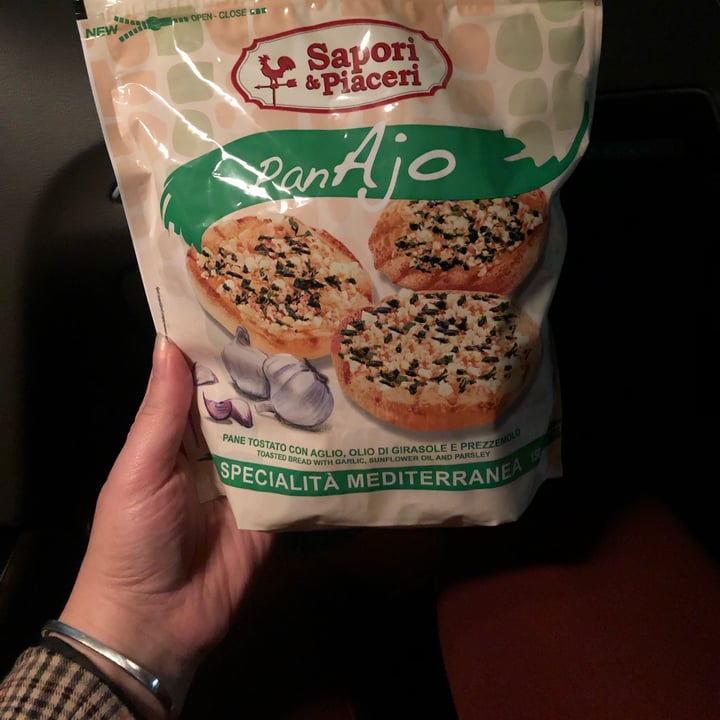 NEW
OPEN - CLOSE
Sapori
& Piaceri
PanAjo
PANE TOSTATO CON AGLIO, OLIO DI GIRASOLE E PREZZEMOLO
TOASTED BREAD WITH GARLIC, SUNFLOWER OIL AND PARSLEY
SPECIALITÀ MEDITERRANEA